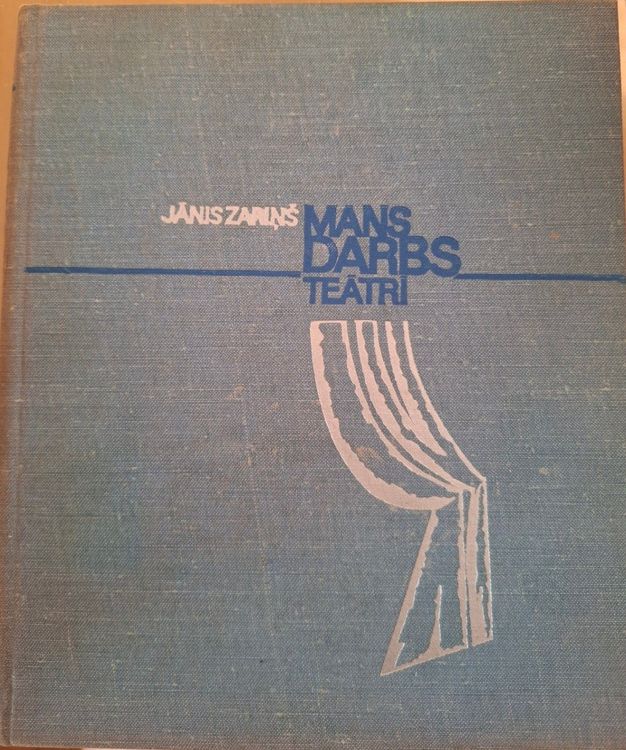 JĀNIS ZARIŅŠ
MANS
DARBS
TEĀTRĪ